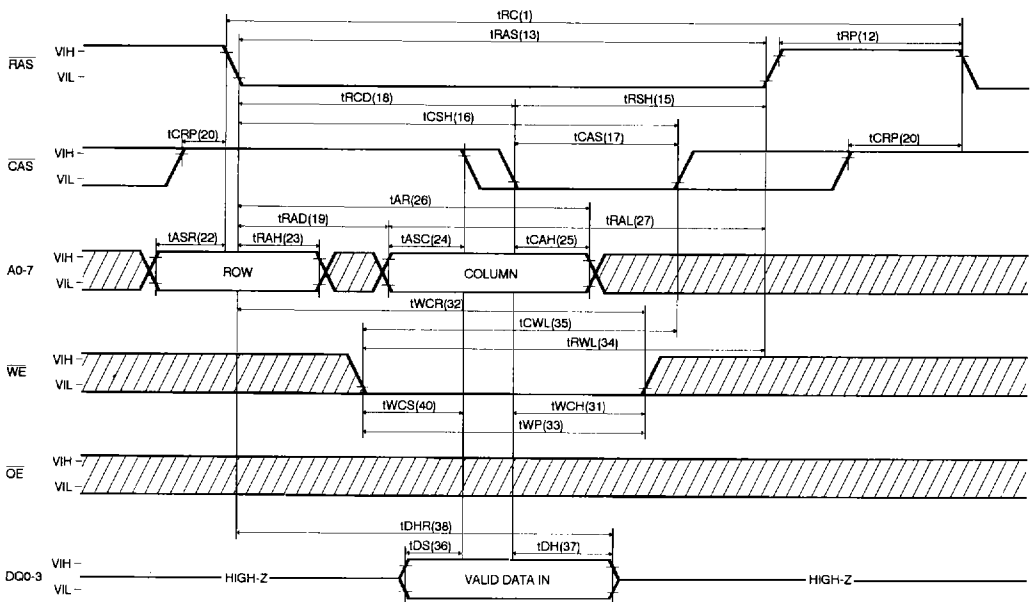 tRC(1)
tRAS(13)
tRP(12)
RAS
VIH
VIL
tRCD(18)
tRSH(15)
tCSH(16)
tCRP(20)
tCAS(17)
tCRP(20)
CAS
VIH
VIL
tAR(26)
tRAD(19)
tRAL(27)
tASR(22)
tRAH(23)
tASC(24)
tCAH(25)
A0-7
VIH
VIL
ROW
COLUMN
tWCR(32)
tCWL(35)
tRWL(34)
WE
VIH
VIL
tWCS(40)
tWCH(31)
tWP(33)
OE
VIH
VIL
tDHR(38)
tDS(36)
tDH(37)
DQ0-3
VIH
VIL
HIGH-Z
VALID DATA IN
HIGH-Z